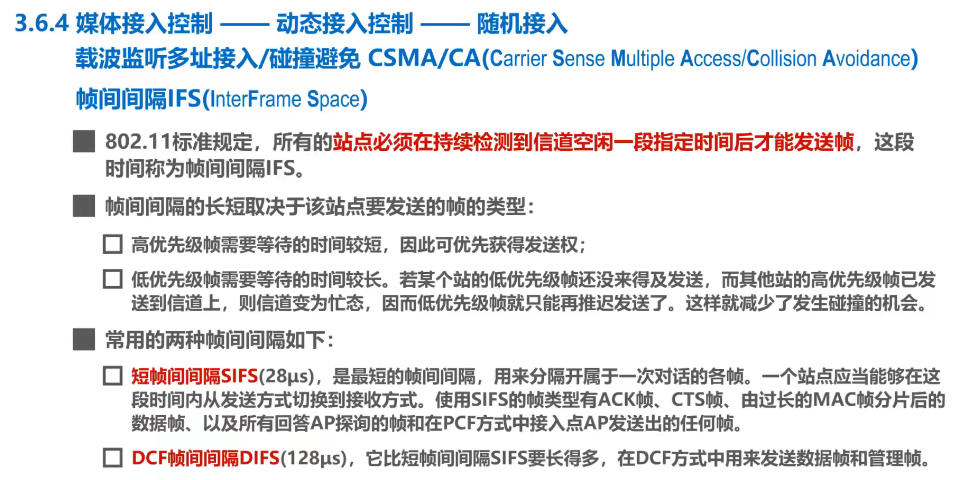 3.6.4 媒体接入控制 —— 动态接入控制 —— 随机接入
载波监听多址接入/碰撞避免 CSMA/CA(Carrier Sense Multiple Access/Collision Avoidance)
帧间间隔IFS(InterFrame Space)
802.11标准规定，所有的站点必须在持续检测到信道空闲一段指定时间后才能发送帧，这段
时间称为帧间间隔IFS。
帧间间隔的长短取决于该站点要发送的帧的类型：
高优先级帧需要等待的时间较短，因此可优先获得发送权；
低优先级帧需要等待的时间较长。若某个站的低优先级帧还没来得及发送，而其他站的高优先级帧已发
送到信道上，则信道变为忙态，因而低优先级帧就只能再推迟发送了。这样就减少了发生碰撞的机会。
常用的两种帧间间隔如下：
短帧间间隔SIFS(28μs)，是最短的帧间间隔，用来分隔开属于一次对话的各帧。一个站点应当能够在这
段时间内从发送方式切换到接收方式。使用SIFS的帧类型有ACK帧、CTS帧、由过长的MAC帧分片后的
数据帧、以及所有回答AP探询的帧和在PCF方式中接入点AP发送出的任何帧。
DCF帧间间隔DIFS(128μs)，它比短帧间间隔SIFS要长得多，在DCF方式中用来发送数据帧和管理帧。